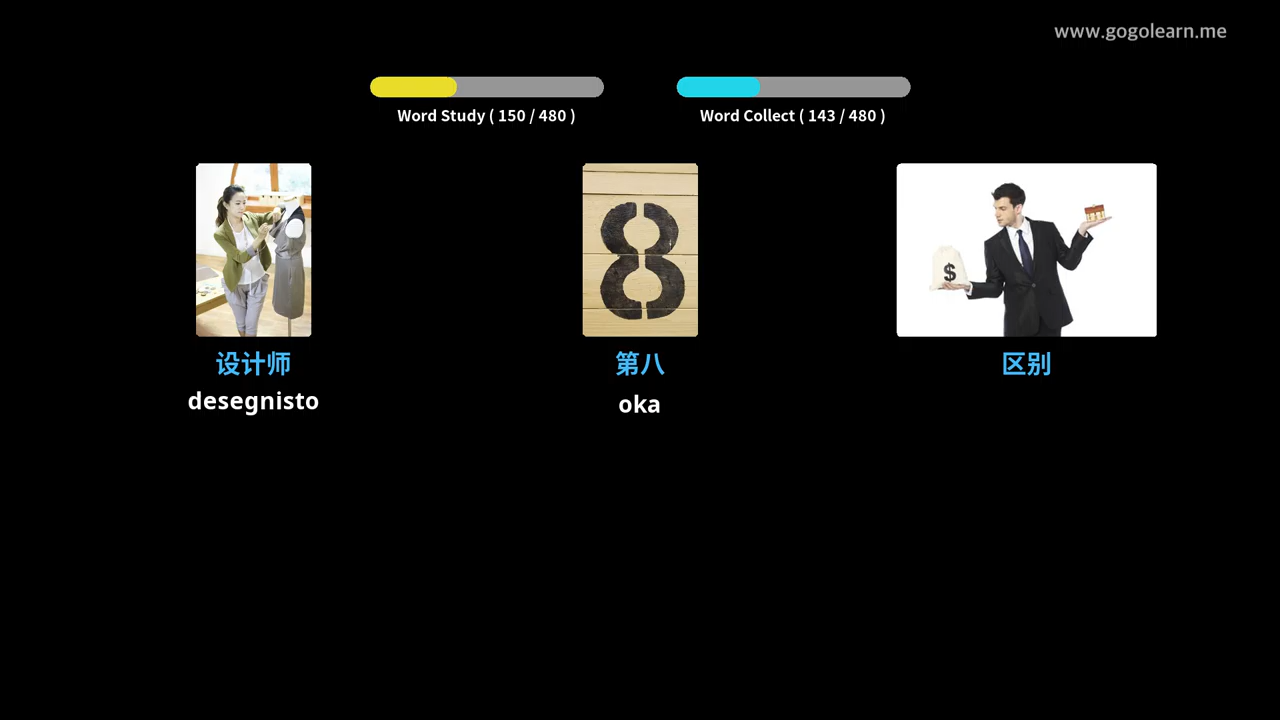 www.gogolearn.me
Word Study ( 150 / 480 )
Word Collect ( 143 / 480 )
8
$
设计师
第八
区别
desegnisto
oka